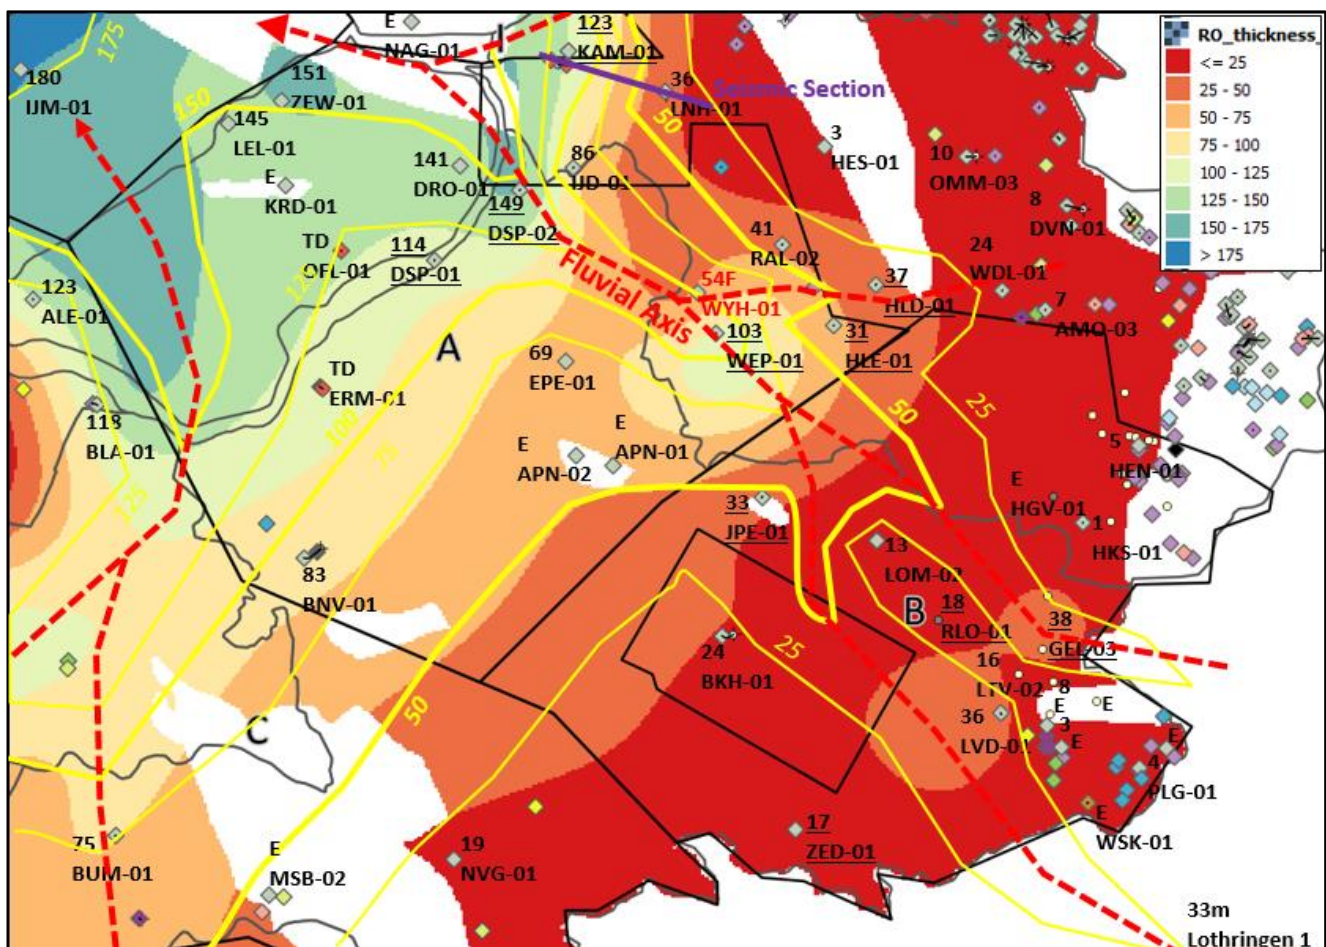 RO_thickness_
<= 25
25 - 50
50 - 75
75 - 100
100 - 125
125 - 150
150 - 175
> 175
E
NAG-01
123
KAM-01
175
180
IJM-01
151
ZEW-01
150
145
LEL-01
36
LNH-01
Seismic Section
50
3
HES-01
10
OMM-03
8
DVN-01
E
KRD-01
141
DRO-01
86
IJD-01
149
DSP-02
TD
OFL-01
125
114
DSP-01
41
RAL-02
24
WDL-01
37
HLD-01
7
AMO-03
Fluvial Axis
54F
WYH-01
103
WEP-01
31
HLE-01
123
ALE-01
A
69
EPE-01
TD
ERM-01
100
75
50
25
118
BLA-01
125
E
APN-02
E
APN-01
5
HEN-01
33
JPE-01
E
HGV-01
1
HKS-01
83
BNV-01
13
LOM-02
B
18
RLO-01
38
GEL-03
24
BKH-01
25
16
LTV-02
8
E
E
36
LVD-01
3
E
E
4
PLG-01
C
50
75
BUM-01
E
MSB-02
19
NVG-01
17
ZED-01
E
WSK-01
33m
Lothringen 1